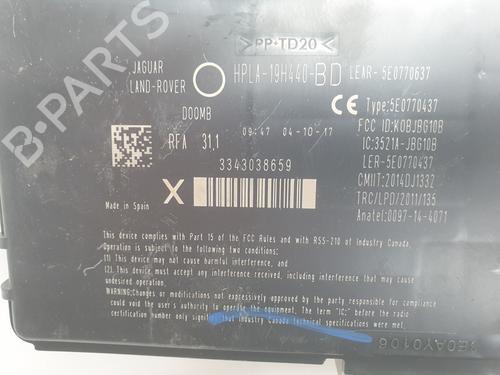 >PP-TD20<
JAGUAR
LAND-ROVER
HPLA-19H440-BD
LEAR- 5E0770637
D00MB
CE Type:5E0770437
RFA 31,1
09:47 04-10-17
FCC ID:KOBJBG10B
IC:3521A-JBG10B
3343038659
LER-5E0770437
CMIIT:2014DJ1332
X
TRC/LPD/2011/135
Made in Spain
Anatel:0097-14-4071
This device complies with Part 15 of the FCC Rules and with RSS-210 of Industry Canada.
Operation is subject to the following two conditions:
(1) This device may not cause harmful interference, and
(2) This device must accept any interference received, including interference that may cause
undesired operation.
WARNING:Changes or modifications not expressively approved by the party responsible for compliance
could void the user's authority to operate the equipment. The term "IC:" before the radio
certification number only signifies that Industry Canada technical specifications were met.
B-PARTS